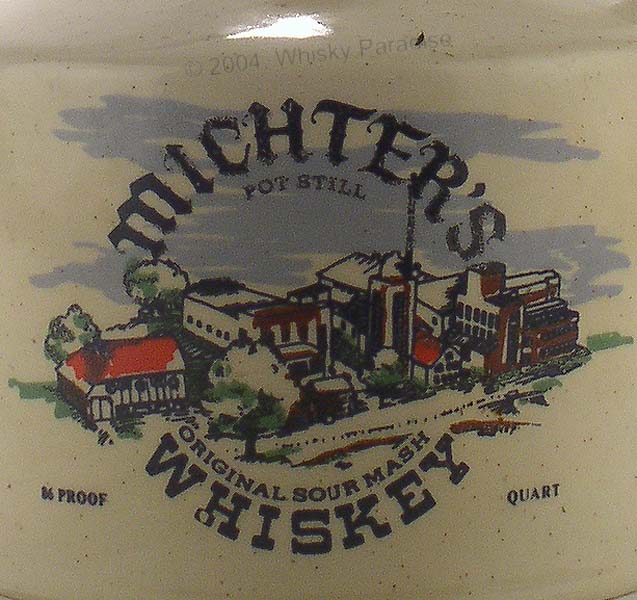 © 2004, Whisky Paradise
MICHTER'S
POT STILL
ORIGINAL SOUR MASH
WHISKEY
86 PROOF
QUART